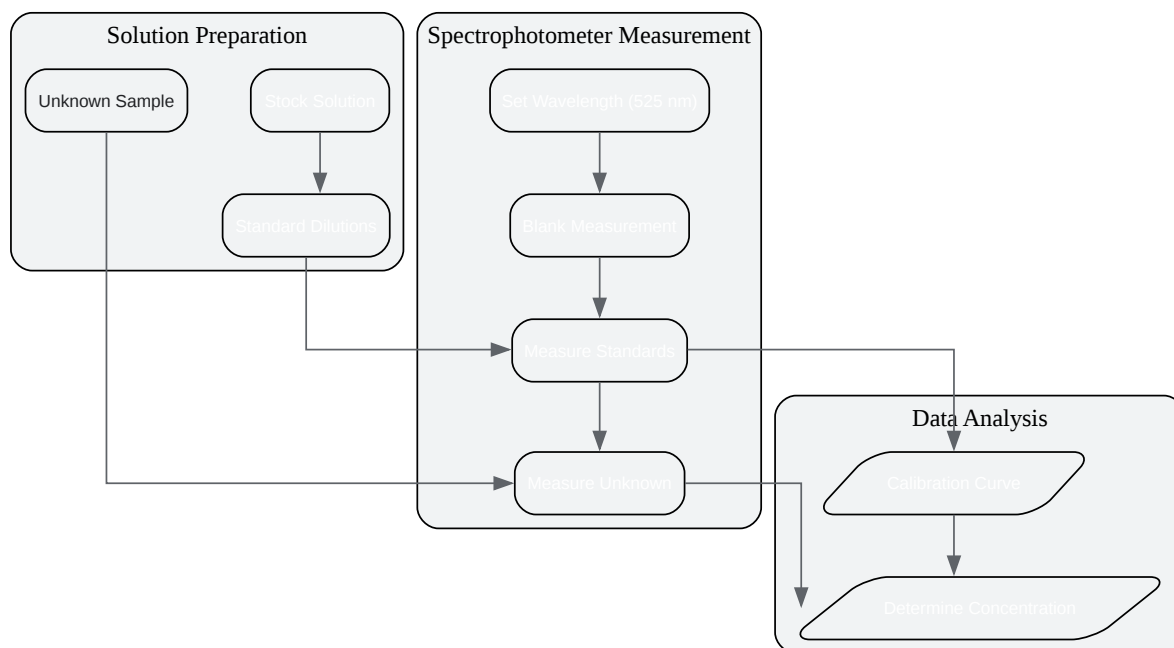 Solution Preparation
Unknown Sample
Stock Solution
Standard Dilutions
Spectrophotometer Measurement
Set Wavelength (525 nm)
Blank Measurement
Measure Standards
Measure Unknown
Data Analysis
Calibration Curve
Determine Concentration